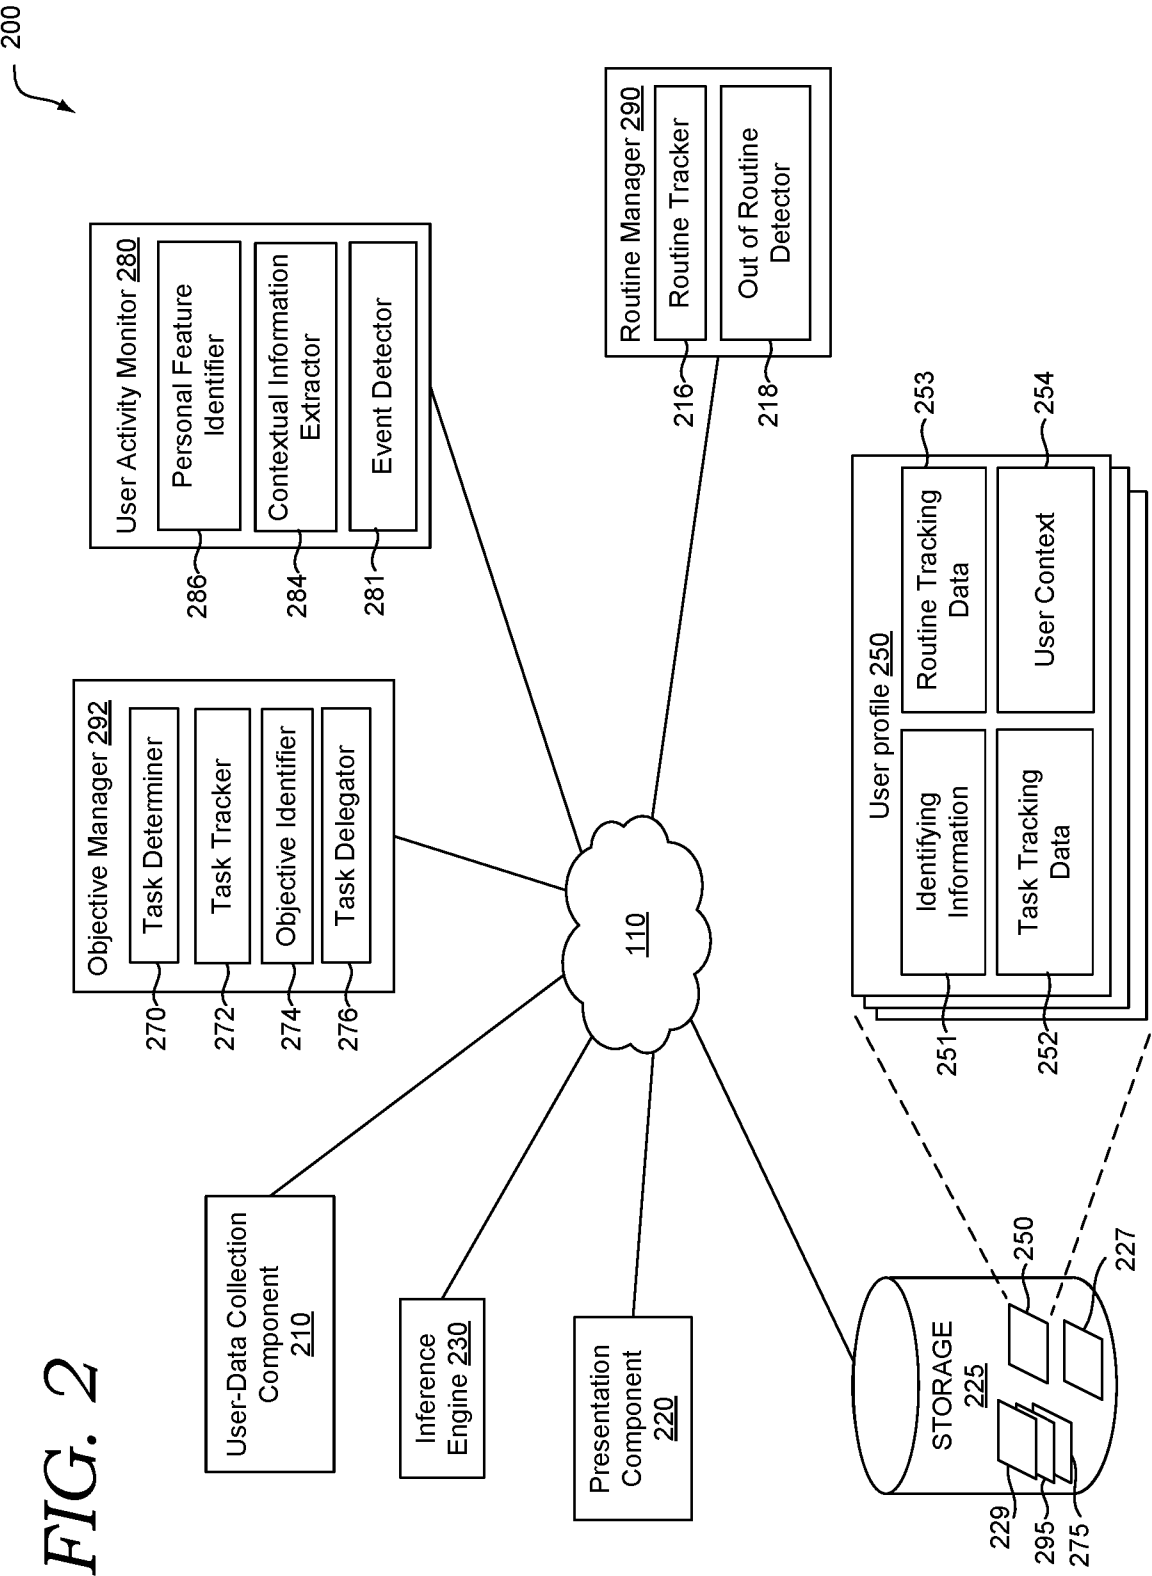 FIG. 2
200
User-Data Collection
Component
210
Inference
Engine 230
Presentation
Component
220
STORAGE
225
229
295
275
250
227
Objective Manager 292
Task Determiner
Task Tracker
Objective Identifier
Task Delegator
270
272
274
276
User Activity Monitor 280
Personal Feature
Identifier
Contextual Information
Extractor
Event Detector
286
284
281
110
Routine Manager 290
Routine Tracker
Out of Routine
Detector
216
218
User profile 250
Identifying
Information
Routine Tracking
Data
Task Tracking
Data
User Context
251
252
253
254